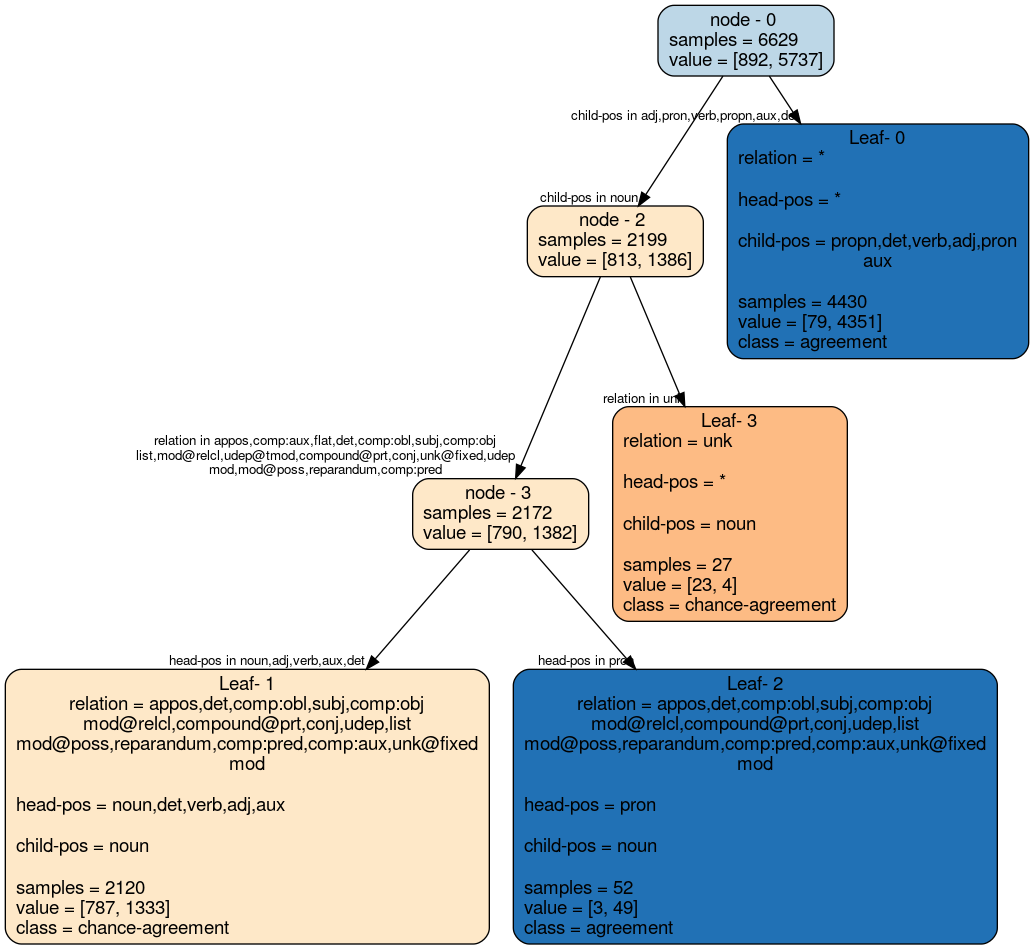 node - 0
samples = 6629
value = [892, 5737]
child-pos in adj,pron,verb,propn,aux,det
Leaf- 0
relation = *
head-pos = *
child-pos = propn,det,verb,adj,pron
aux
samples = 4430
value = [79, 4351]
class = agreement
child-pos in noun
node - 2
samples = 2199
value = [813, 1386]
relation in unk
Leaf- 3
relation = unk
head-pos = *
child-pos = noun
samples = 27
value = [23, 4]
class = chance-agreement
relation in appos,comp:aux,flat,det,comp:obl,subj,comp:obj
list,mod@relcl,udep@tmod,compound@prt,conj,unk@fixed,udep
mod,mod@poss,reparandum,comp:pred
node - 3
samples = 2172
value = [790, 1382]
head-pos in noun,adj,verb,aux,det
Leaf- 1
relation = appos,det,comp:obl,subj,comp:obj
mod@relcl,compound@prt,conj,udep,list
mod@poss,reparandum,comp:pred,comp:aux,unk@fixed
mod
head-pos = noun,det,verb,adj,aux
child-pos = noun
samples = 2120
value = [787, 1333]
class = chance-agreement
head-pos in pron
Leaf- 2
relation = appos,det,comp:obl,subj,comp:obj
mod@relcl,compound@prt,conj,udep,list
mod@poss,reparandum,comp:pred,comp:aux,unk@fixed
mod
head-pos = pron
child-pos = noun
samples = 52
value = [3, 49]
class = agreement